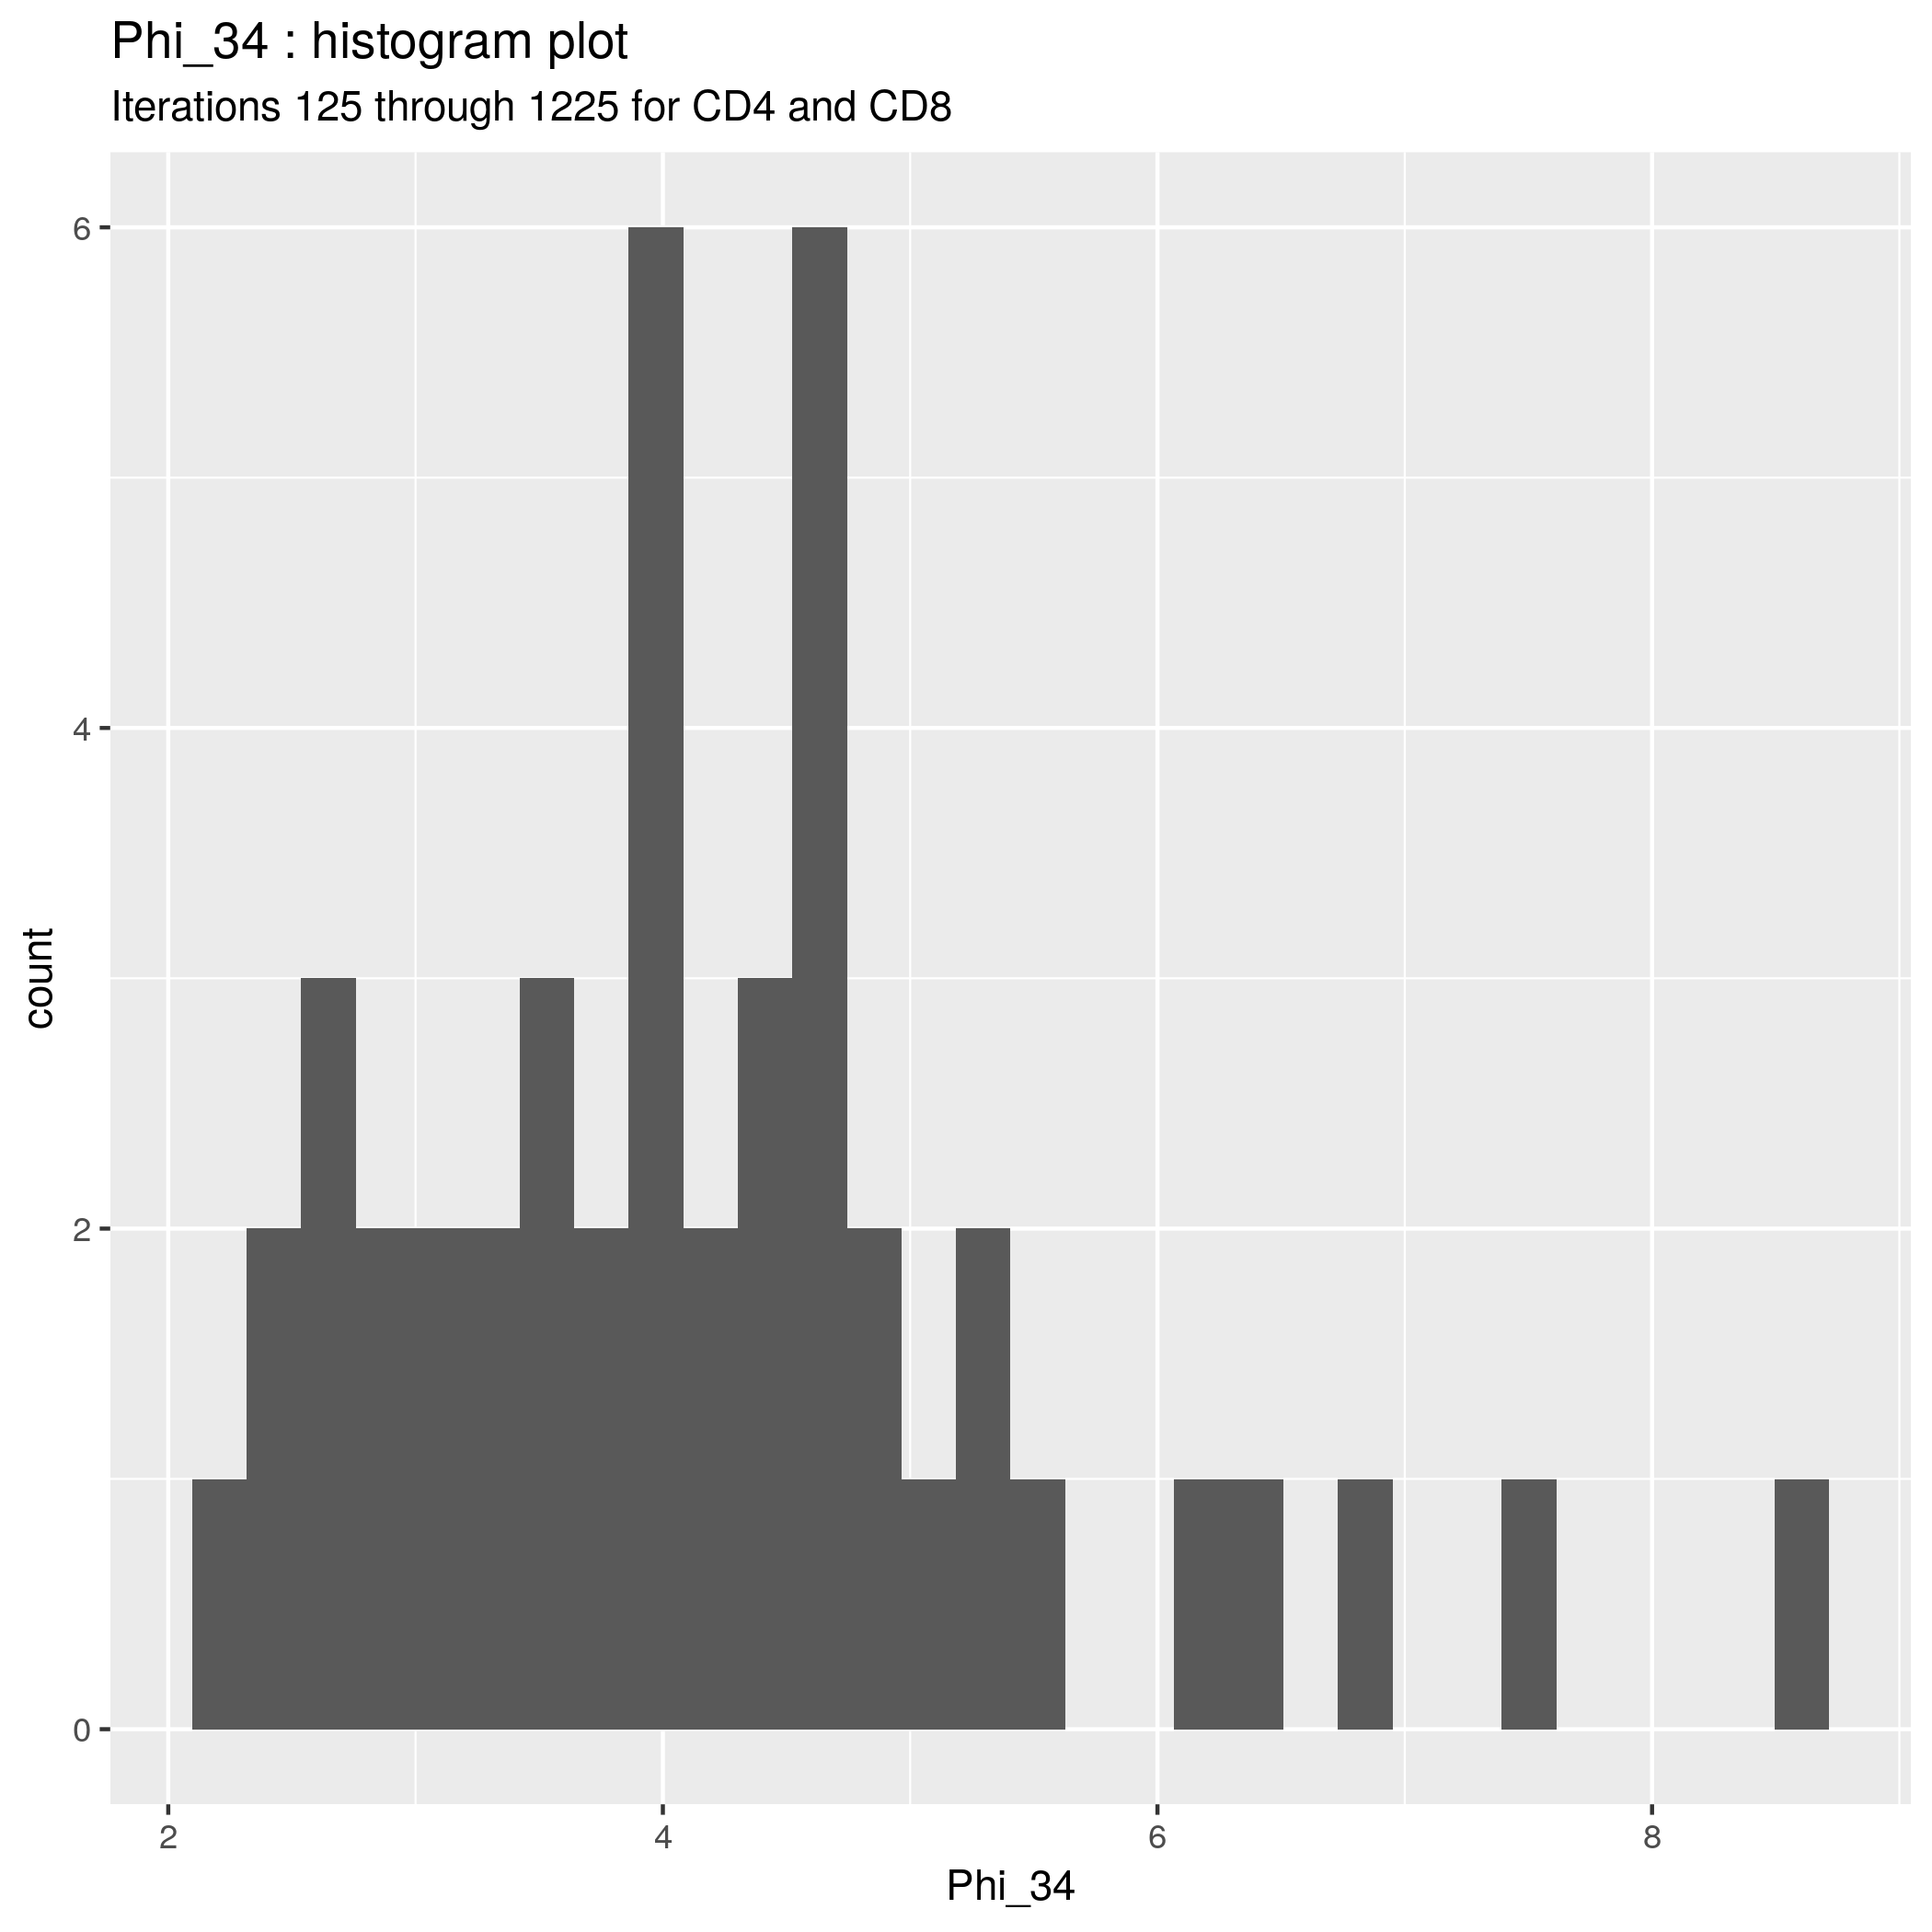 Phi_34 : histogram plot
Iterations 125 through 1225 for CD4 and CD8
6
4
2
0
count
2 4 6 8
Phi_34